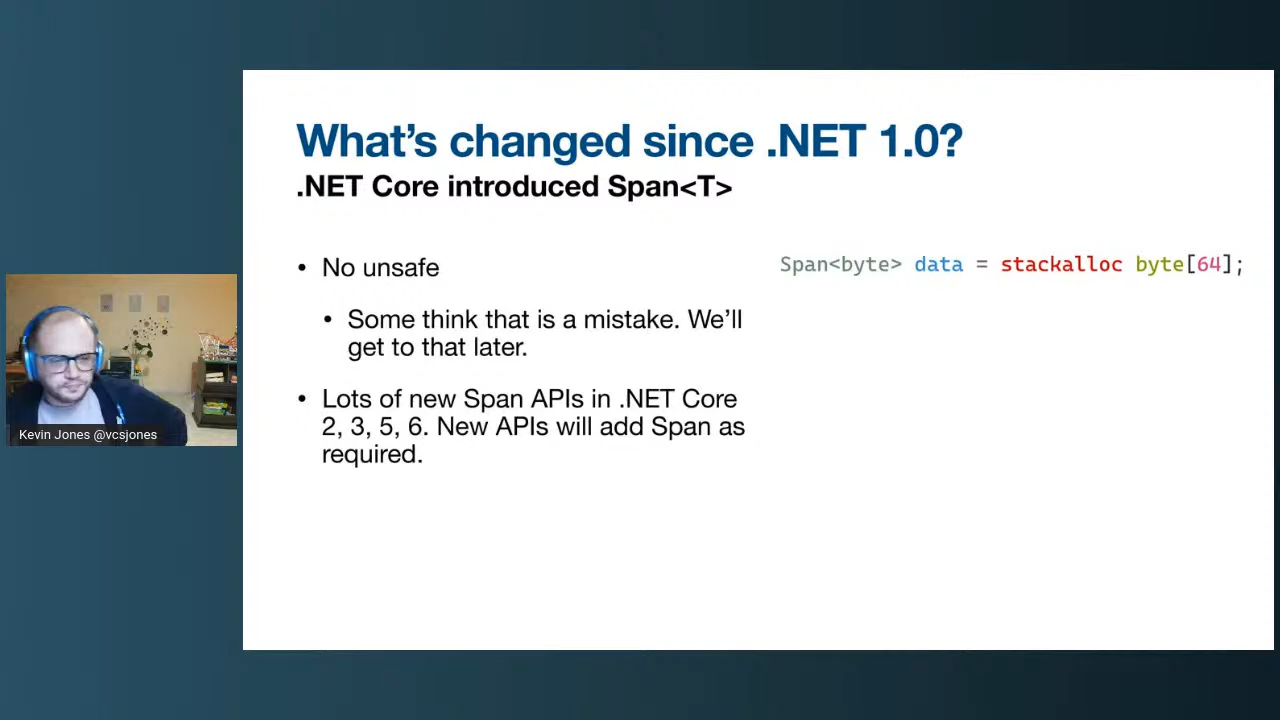 What's changed since .NET 1.0?
.NET Core introduced Span<T>
• No unsafe
Span<byte> data = stackalloc byte[64];
• Some think that is a mistake. We'll
get to that later.
• Lots of new Span APIs in .NET Core
2, 3, 5, 6. New APIs will add Span as
required.
Kevin Jones @vcsjones